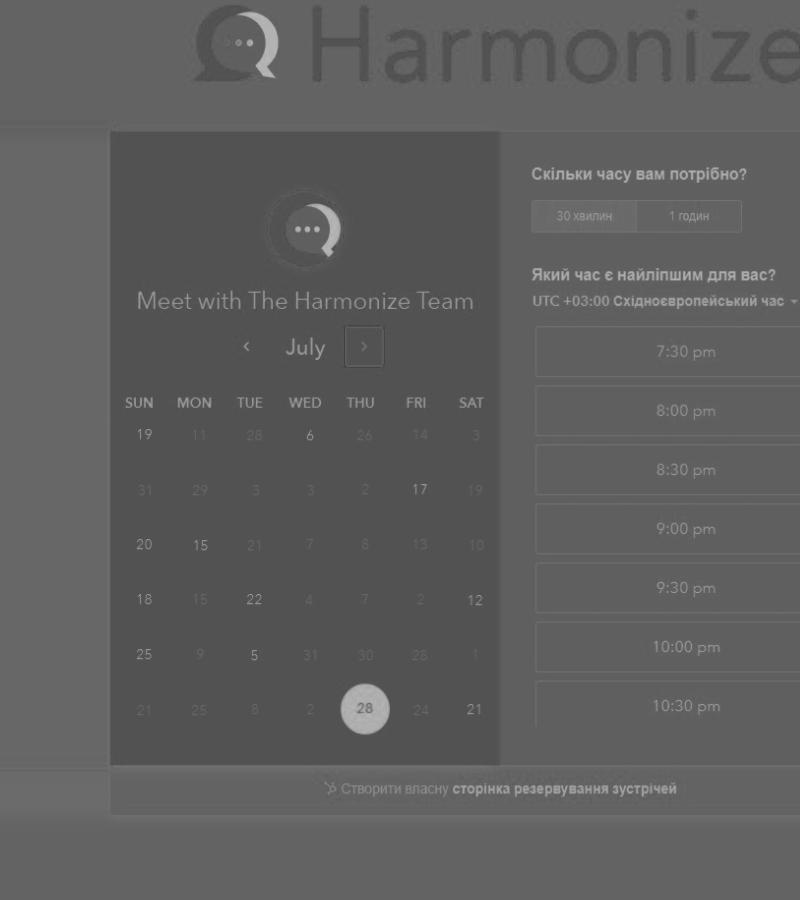 Harmonize
Meet with The Harmonize Team
July
SUN MON TUE WED THU FRI SAT
19 11 28 6 26 14 3
31 29 3 3 2 17 19
20 15 21 7 8 13 10
18 15 22 4 7 2 12
25 9 5 31 30 28 1
21 25 8 2 28 24 21
Скільки часу вам потрібно?
30 хвилин 1 годин
Який час є найліпшим для вас?
UTC +03:00 Східноєвропейський час
7:30 pm
8:00 pm
8:30 pm
9:00 pm
9:30 pm
10:00 pm
10:30 pm
Створити власну сторінка резервування зустрічей